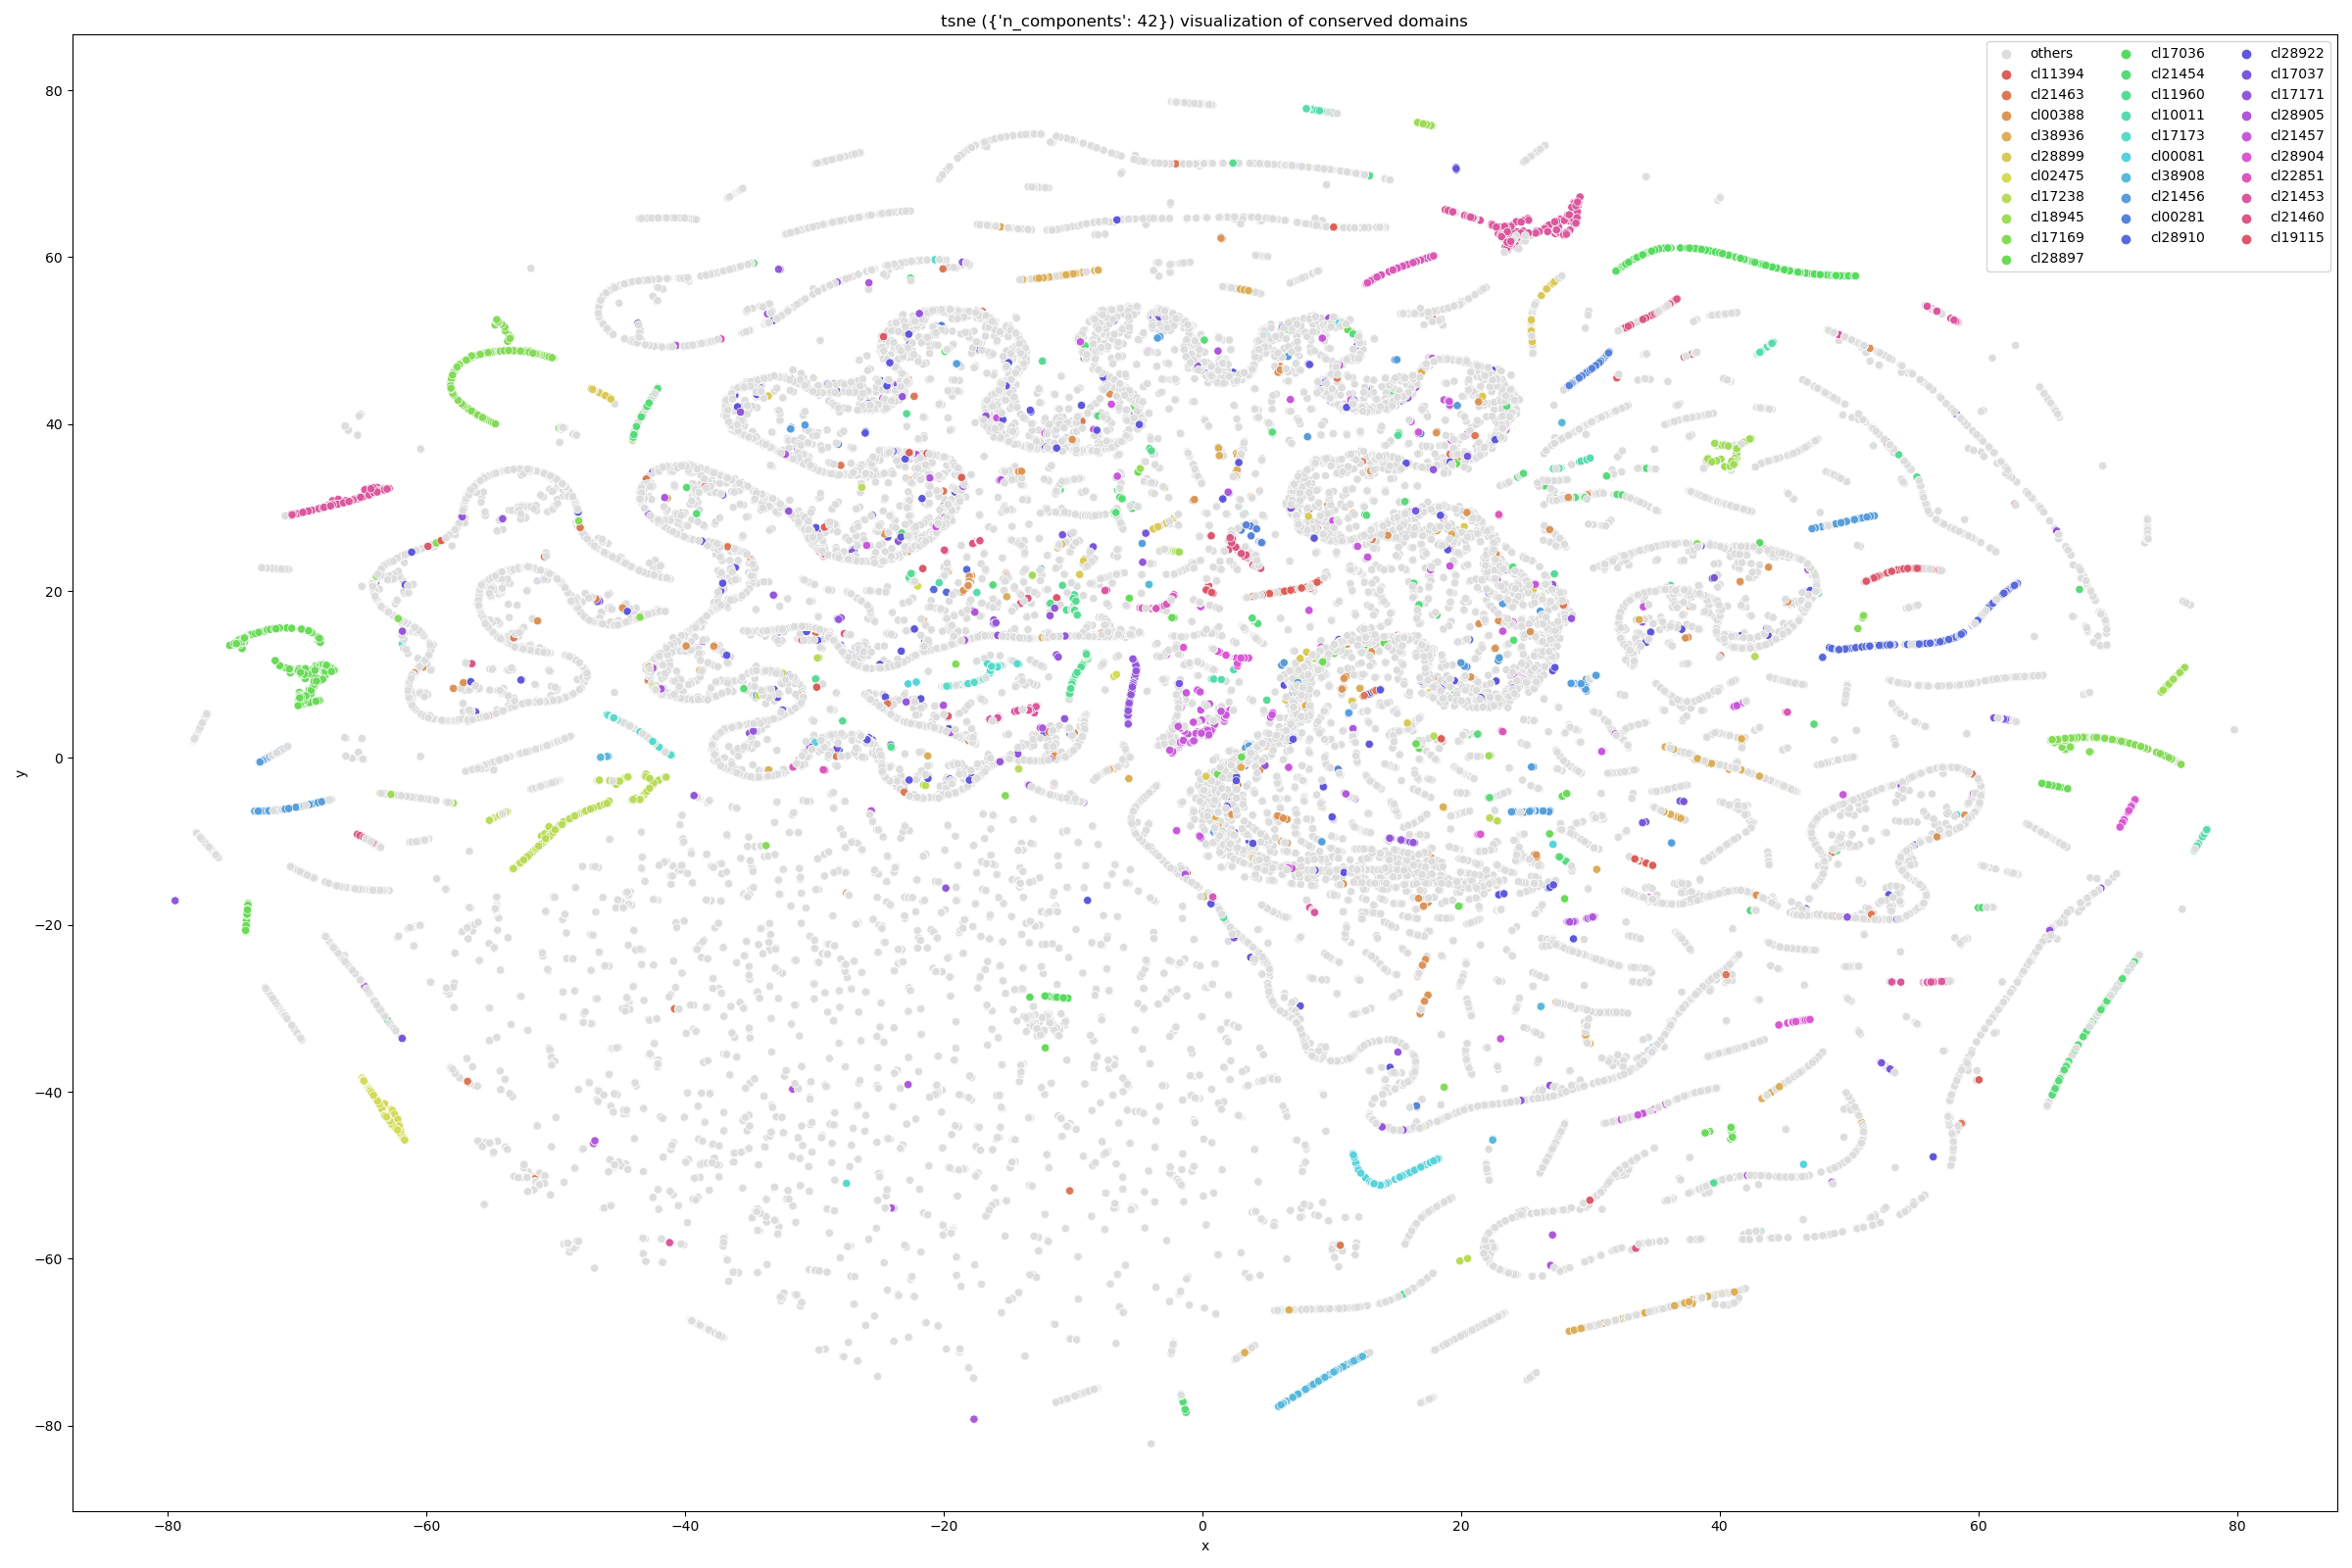 tsne ({'n_components': 42}) visualization of conserved domains
others
cl11394
cl21463
cl00388
cl38936
cl28899
cl02475
cl17238
cl18945
cl17169
cl28897
cl17036
cl21454
cl11960
cl10011
cl17173
cl00081
cl38908
cl21456
cl00281
cl28910
cl28922
cl17037
cl17171
cl28905
cl21457
cl28904
cl22851
cl21453
cl21460
cl19115
80
60
40
20
0
−20
−40
−60
−80
y
−80
−60
−40
−20
0
20
40
60
80
x